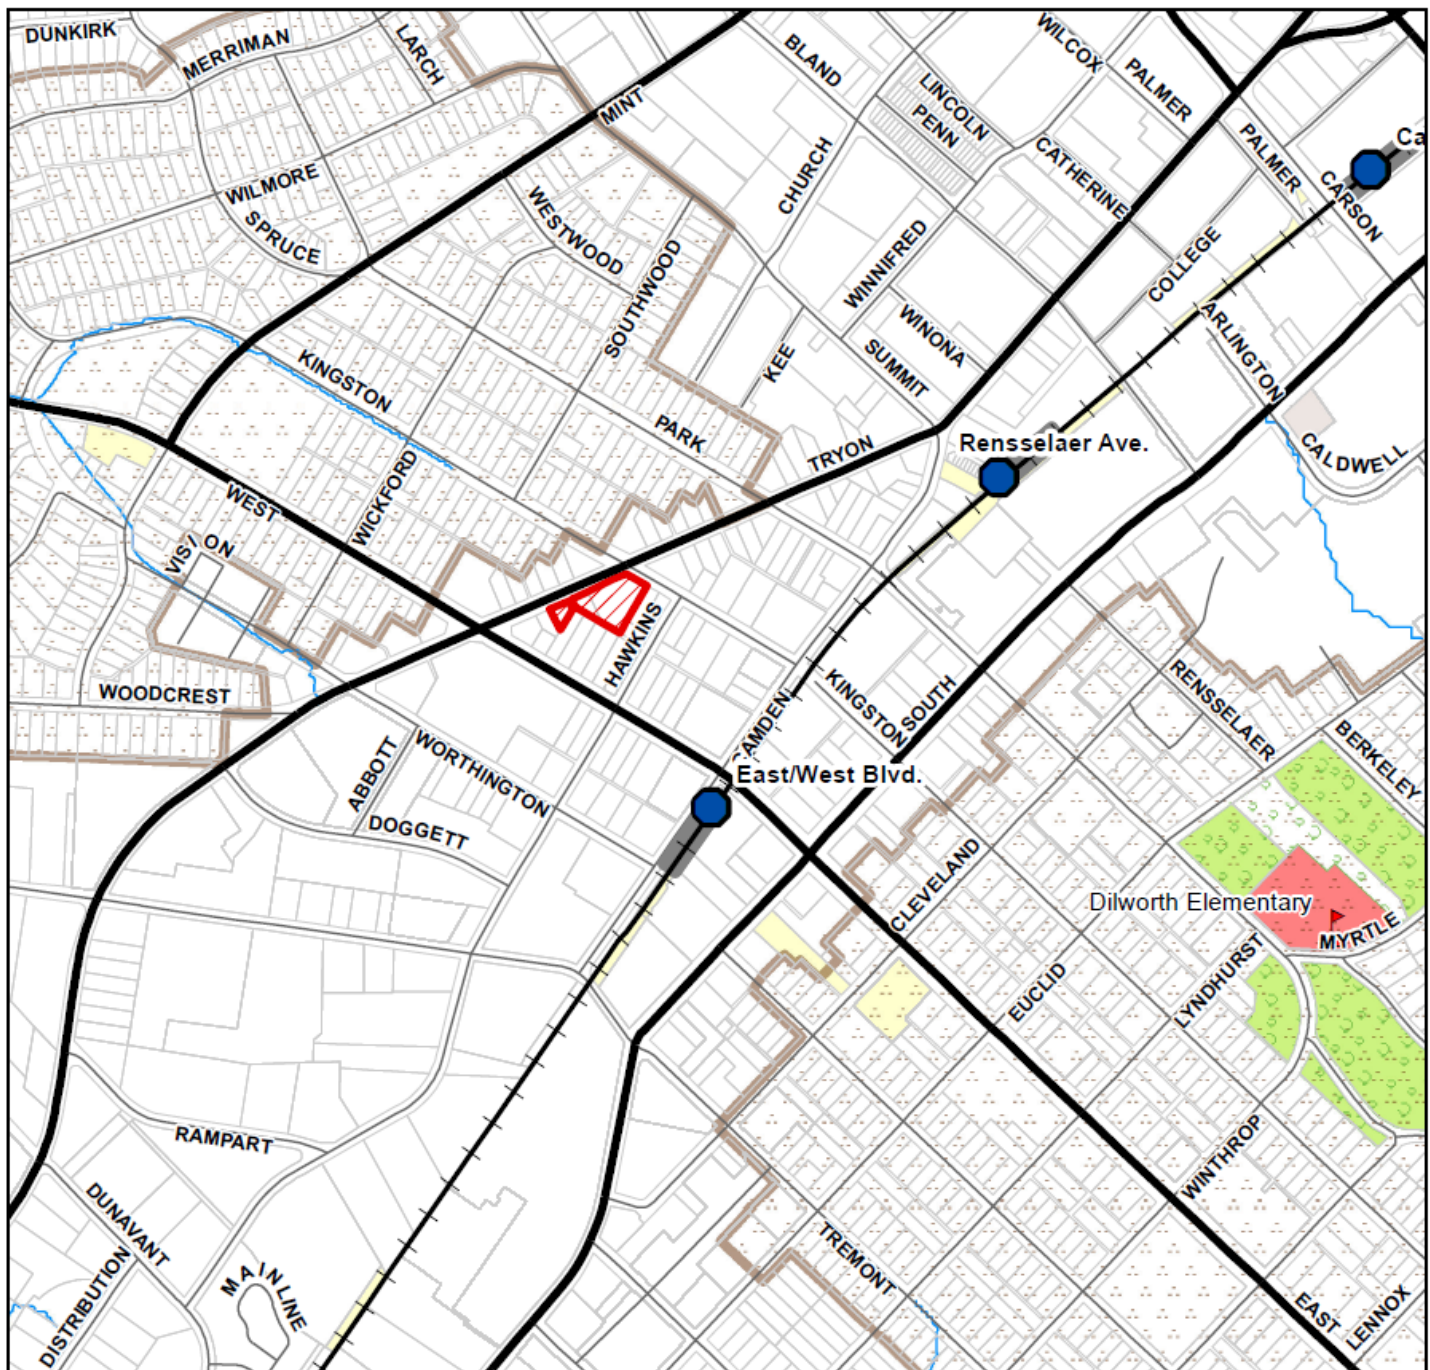 DUNKIRK
MERRIMAN
LARCH
BLAND
WILCOX
PALMER
LINCOLN
PENN
MINT
Ca
PALMER
CATHERINE
CARSON
CHURCH
WILMORE
SPRUCE
WESTWOOD
SOUTHWOOD
WINNIFRED
COLLEGE
WINONA
ARLINGTON
KEE
SUMMIT
KINGSTON
PARK
TRYON
Rensselaer Ave.
CALDWELL
WICKFORD
WEST
VISION
HAWKINS
WOODCREST
KINGSTON
SOUTH
RENSSELAER
BERKELEY
CAMDEN
ABBOTT
WORTHINGTON
East/West Blvd.
DOGGETT
CLEVELAND
Dilworth Elementary
MYRTLE
LYNDHURST
EUCLID
RAMPART
WINTHROP
DUNAVANT
TREMONT
MAINLINE
DISTRIBUTION
EAST
LENNOX